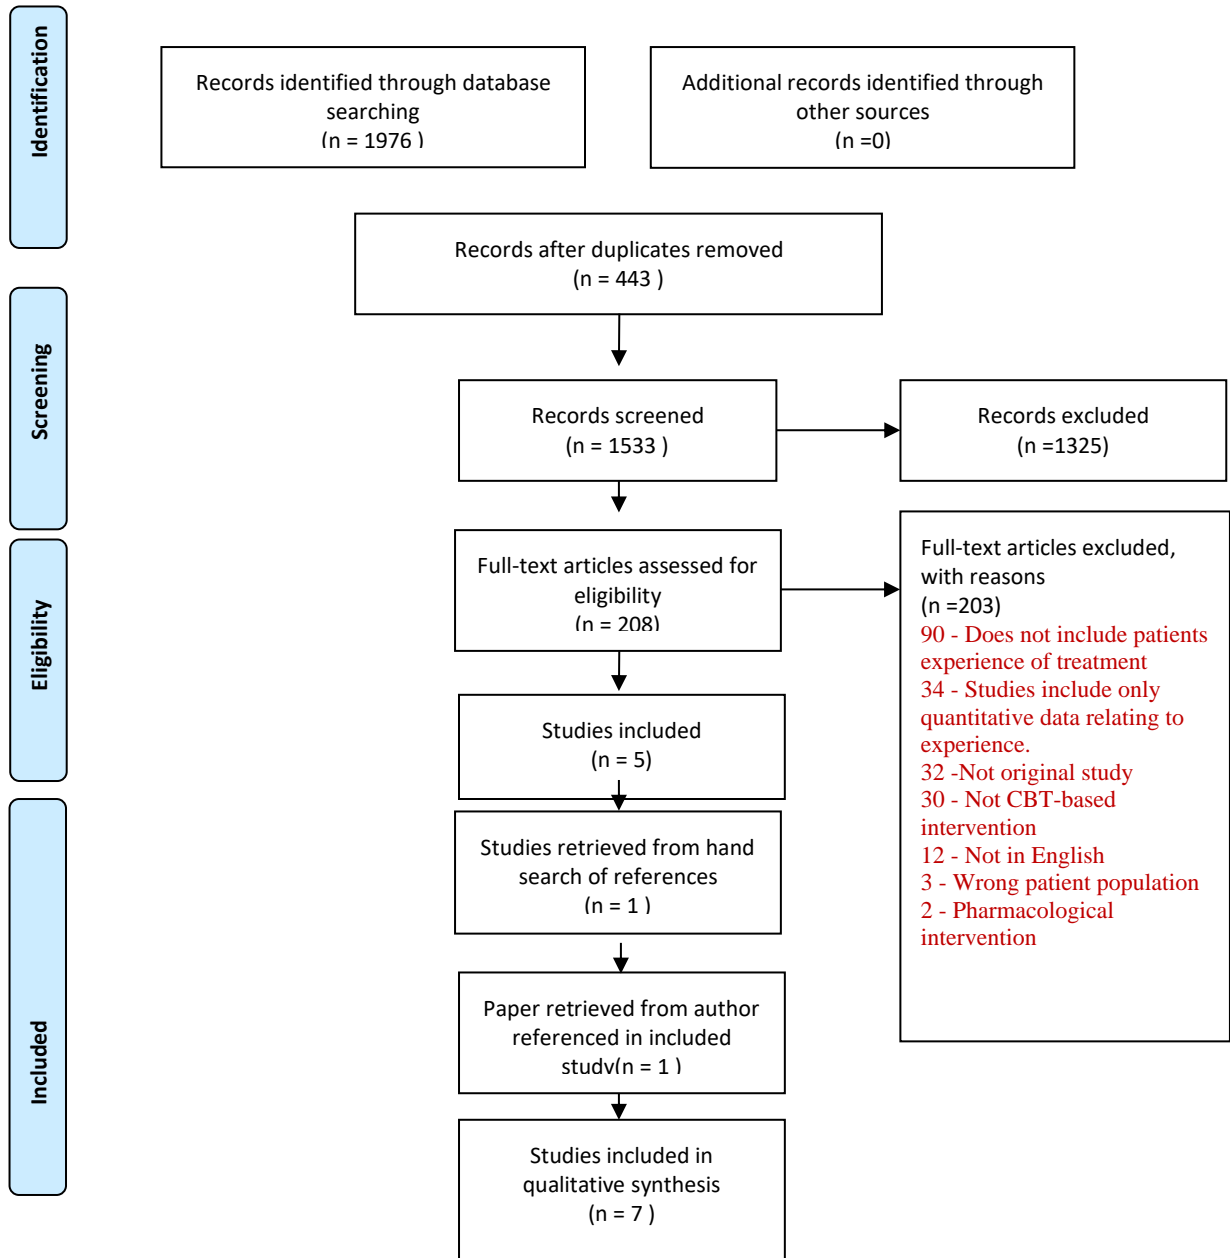 Identification
Records identified through database
searching
(n = 1976 )
Additional records identified through
other sources
(n =0)
Records after duplicates removed
(n = 443 )
Screening
Records screened
(n = 1533 )
Records excluded
(n =1325)
Eligibility
Full-text articles assessed for
eligibility
(n = 208)
Full-text articles excluded,
with reasons
(n =203)
90 - Does not include patients
experience of treatment
34 - Studies include only
quantitative data relating to
experience.
32 -Not original study
30 - Not CBT-based
intervention
12 - Not in English
3 - Wrong patient population
2 - Pharmacological
intervention
Studies included
(n = 5)
Included
Studies retrieved from hand
search of references
(n = 1 )
Paper retrieved from author
referenced in included
study(n = 1 )
Studies included in
qualitative synthesis
(n = 7 )